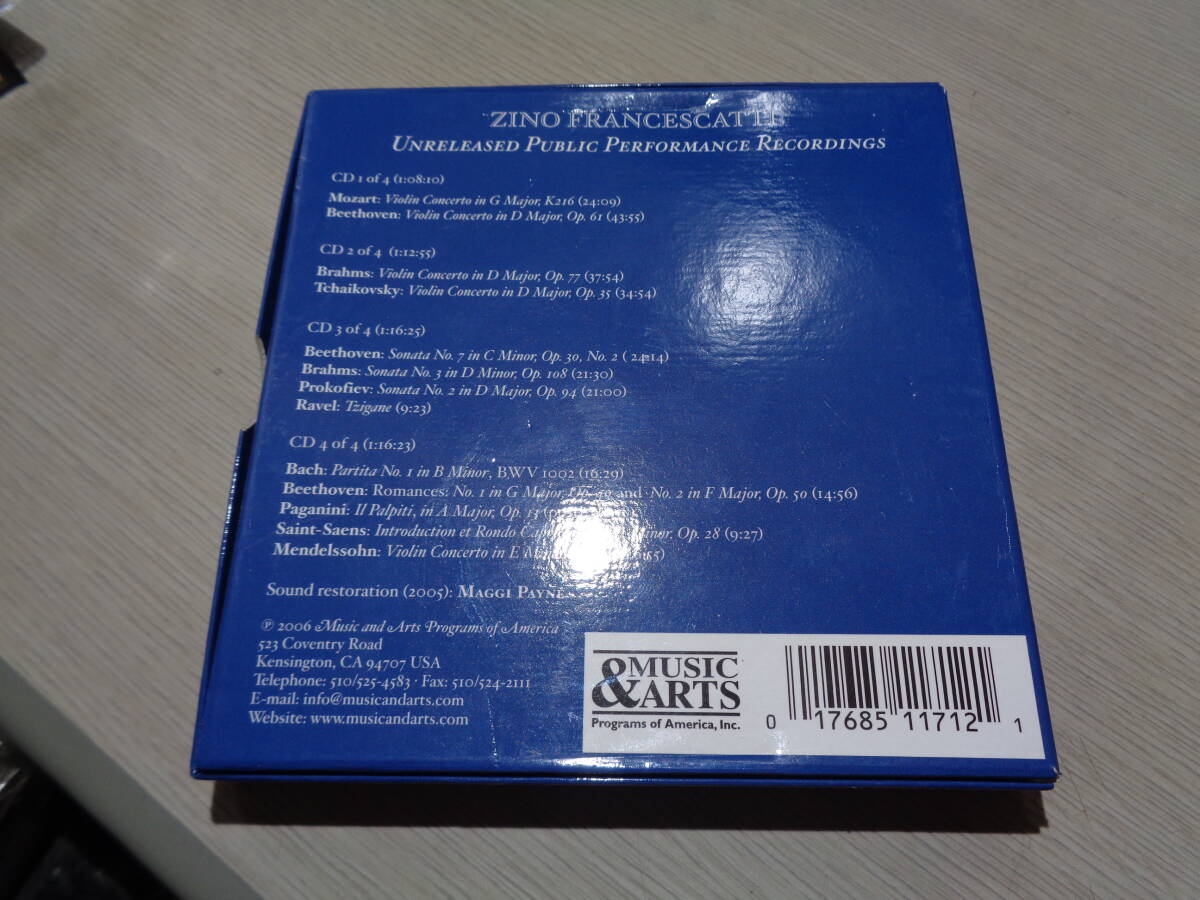 ZINO FRANCESCATTI
UNRELEASED PUBLIC PERFORMANCE RECORDINGS
CD 1 of 4 (1:08:10)
Mozart: Violin Concerto in G Major, K216 (24:09)
Beethoven: Violin Concerto in D Major, Op. 61 (43:55)
CD 2 of 4 (1:12:55)
Brahms: Violin Concerto in D Major, Op. 77 (37:54)
Tchaikovsky: Violin Concerto in D Major, Op. 35 (34:54)
CD 3 of 4 (1:16:25)
Beethoven: Sonata No. 7 in C Minor, Op. 30, No. 2 ( 24:14)
Brahms: Sonata No. 3 in D Minor, Op. 108 (21:30)
Prokofiev: Sonata No. 2 in D Major, Op. 94 (21:00)
Ravel: Tzigane (9:23)
CD 4 of 4 (1:16:23)
Bach: Partita No. 1 in B Minor, BWV 1002 (16:29)
Beethoven: Romances: No. 1 in G Major, and No. 2 in F Major, Op. 50 (14:56)
Paganini: Il Palpiti, in A Major, Op. 13
Saint-Saens: Introduction et Rondo Op. 28 (9:27)
Mendelssohn: Violin Concerto in E
Sound restoration (2005): MAGGI PAYNE
℗ 2006 Music and Arts Programs of America
523 Coventry Road
Kensington, CA 94707 USA
Telephone: 510/525-4583 · Fax: 510/524-2111
E-mail: info@musicandarts.com
Website: www.musicandarts.com
MUSIC
&ARTS
Programs of America, Inc.
0 17685 11712 1